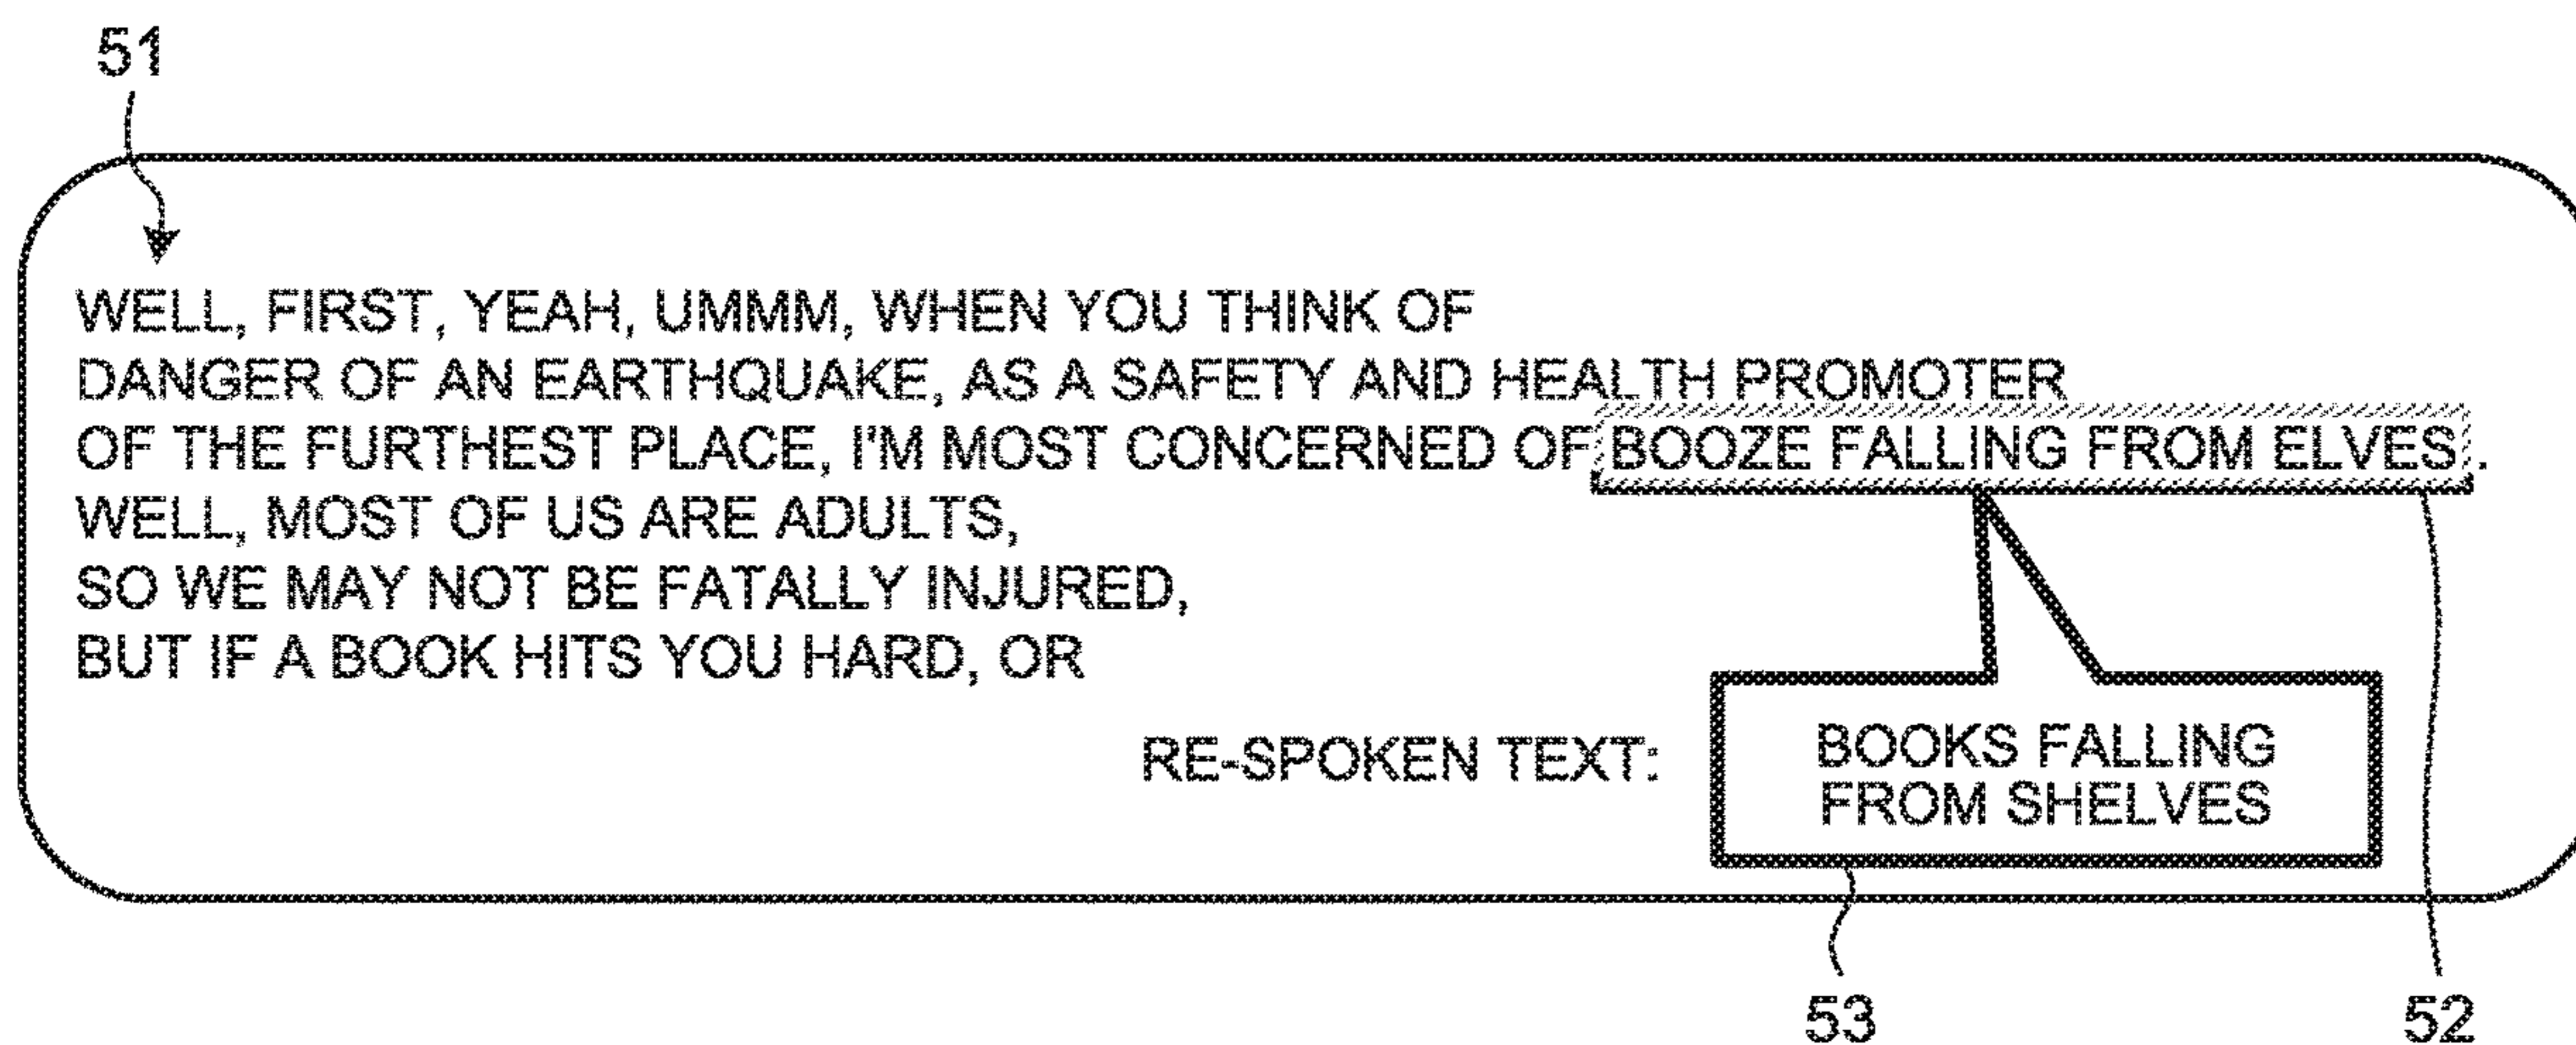 51
WELL, FIRST, YEAH, UMMM, WHEN YOU THINK OF
DANGER OF AN EARTHQUAKE, AS A SAFETY AND HEALTH PROMOTER
OF THE FURTHEST PLACE, I'M MOST CONCERNED OF BOOZE FALLING FROM ELVES.
WELL, MOST OF US ARE ADULTS,
SO WE MAY NOT BE FATALLY INJURED,
BUT IF A BOOK HITS YOU HARD, OR
RE-SPOKEN TEXT:
BOOKS FALLING
FROM SHELVES
53
52